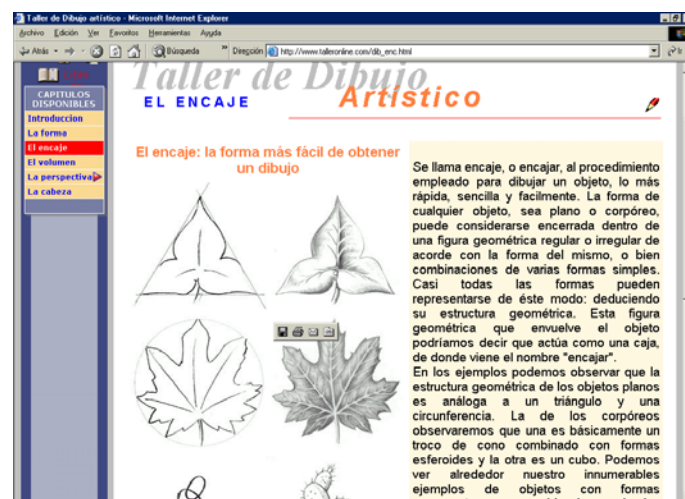 Taller de Dibujo artístico - Microsoft Internet Explorer
Archivo Edición Ver Favoritos Herramientas Ayuda
Atrás Búsqueda » Dirección http://www.talleronline.com/db_enc.html Ir
Taller de Dibujo
Artístico
EL ENCAJE
CAPITULOS
DISPONIBLES
Introduccion
La forma
El encaje
El volumen
La perspectiva
La cabeza
El encaje: la forma más fácil de obtener
un dibujo
Se llama encaje, o encajar, al procedimiento
empleado para dibujar un objeto, lo más
rápida, sencilla y facilmente. La forma de
cualquier objeto, sea plano o corpóreo,
puede considerarse encerrada dentro de
una figura geométrica regular o irregular de
acorde con la forma del mismo, o bien
combinaciones de varias formas simples.
Casi todas las formas pueden
representarse de éste modo: deduciendo
su estructura geométrica. Esta figura
geométrica que envuelve el objeto
podríamos decir que actúa como una caja,
de donde viene el nombre "encajar".
En los ejemplos podemos observar que la
estructura geométrica de los objetos planos
es análoga a un triángulo y una
circunferencia. La de los corpóreos
observaremos que una es básicamente un
troco de cono combinado con formas
esferoides y la otra es un cubo. Podemos
ver alrededor nuestro innumerables
ejemplos de objetos con formas